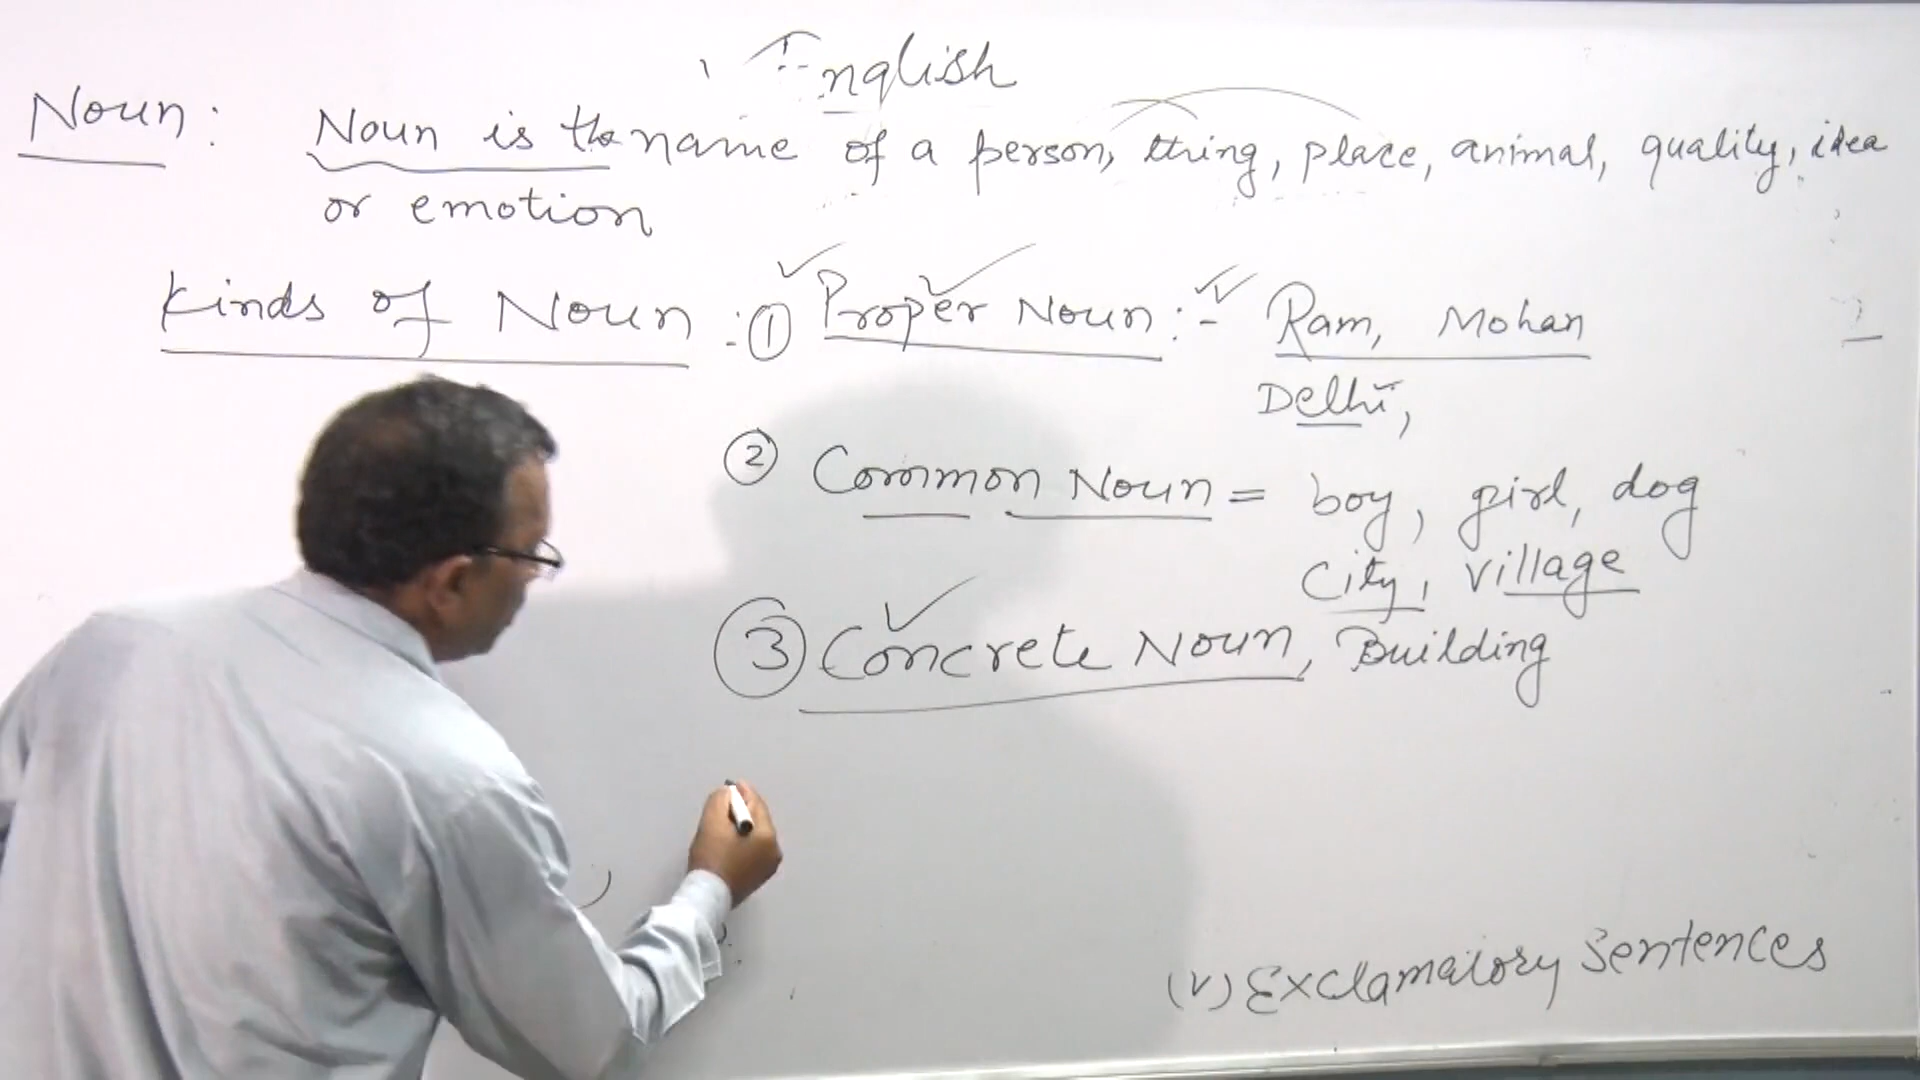 English
Noun: Noun is the name of a person, thing, place, animal, quality, idea
or emotion
Kinds of Noun :- ① Proper Noun :- Ram, Mohan
Delhi,
② Common Noun = boy, girl, dog
City, Village
③ Concrete Noun, Building
(v) Exclamatory Sentences